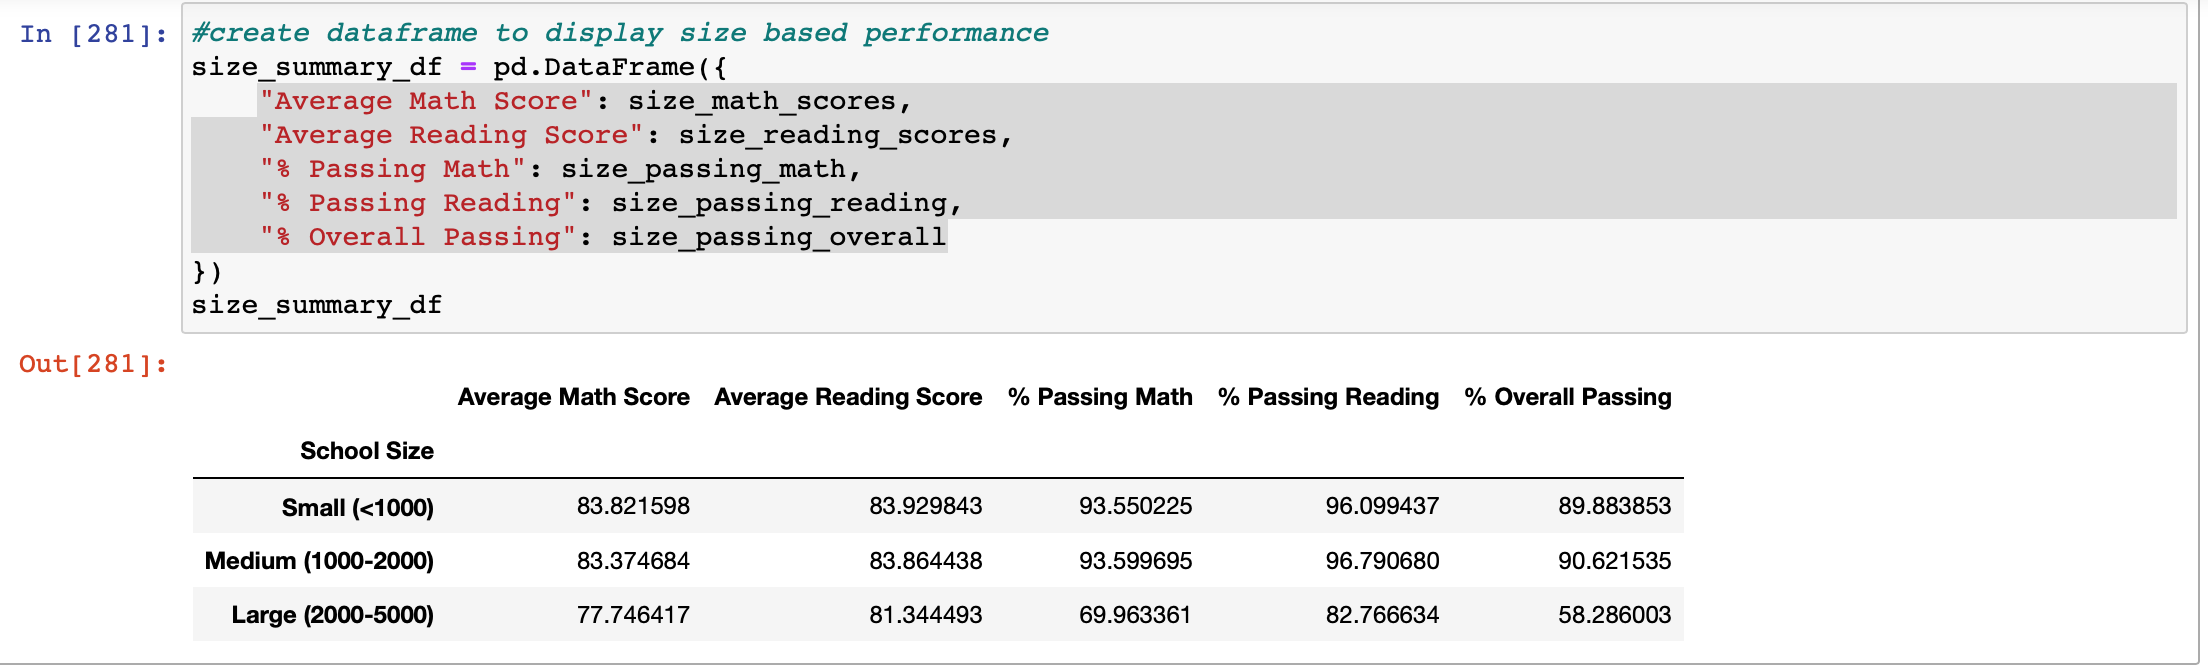 In [281]: #create dataframe to display size based performance
size_summary_df = pd.DataFrame({
    "Average Math Score": size_math_scores,
    "Average Reading Score": size_reading_scores,
    "% Passing Math": size_passing_math,
    "% Passing Reading": size_passing_reading,
    "% Overall Passing": size_passing_overall
})
size_summary_df
Out[281]:
Average Math Score Average Reading Score % Passing Math % Passing Reading % Overall Passing
School Size
Small (<1000) 83.821598 83.929843 93.550225 96.099437 89.883853
Medium (1000-2000) 83.374684 83.864438 93.599695 96.790680 90.621535
Large (2000-5000) 77.746417 81.344493 69.963361 82.766634 58.286003